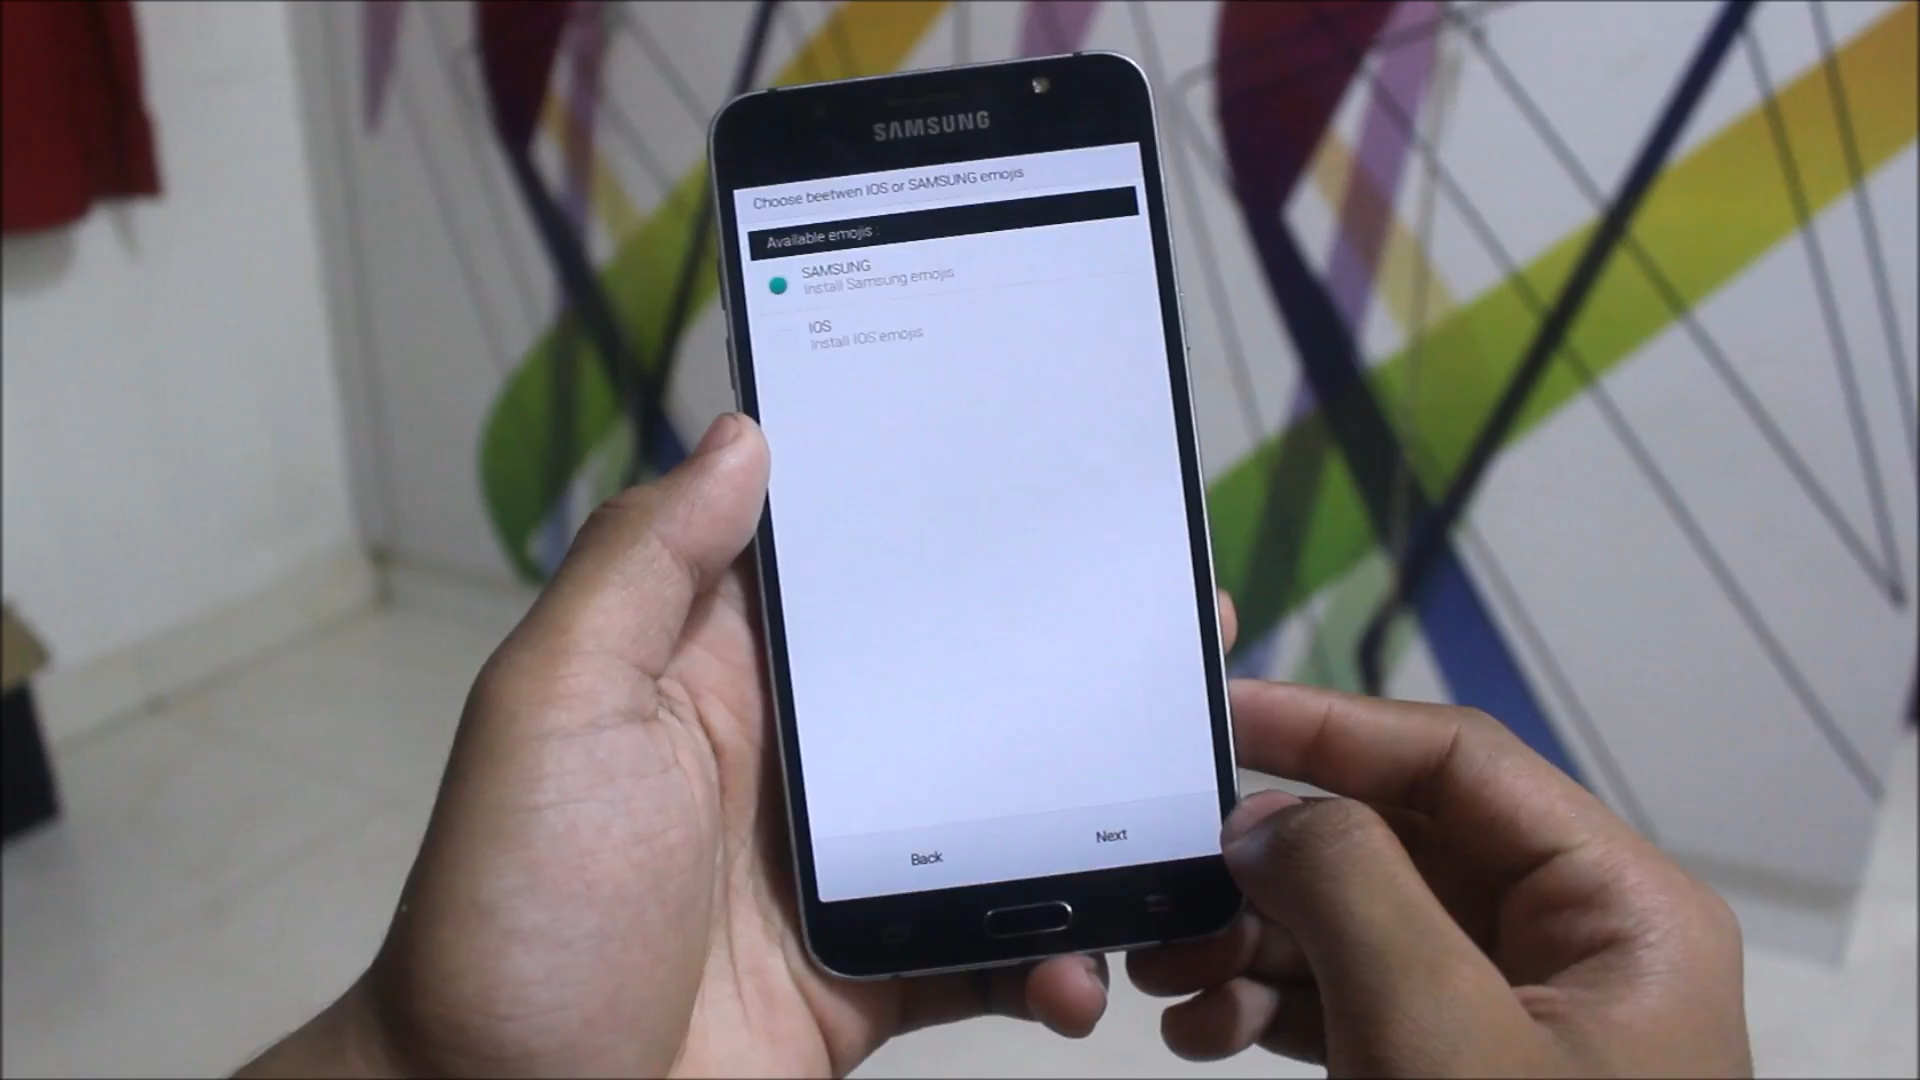 SAMSUNG
Choose beetwen IOS or SAMSUNG emojis
Available emojis :
SAMSUNG
Install Samsung emojis
IOS
Install IOS emojis
Back
Next